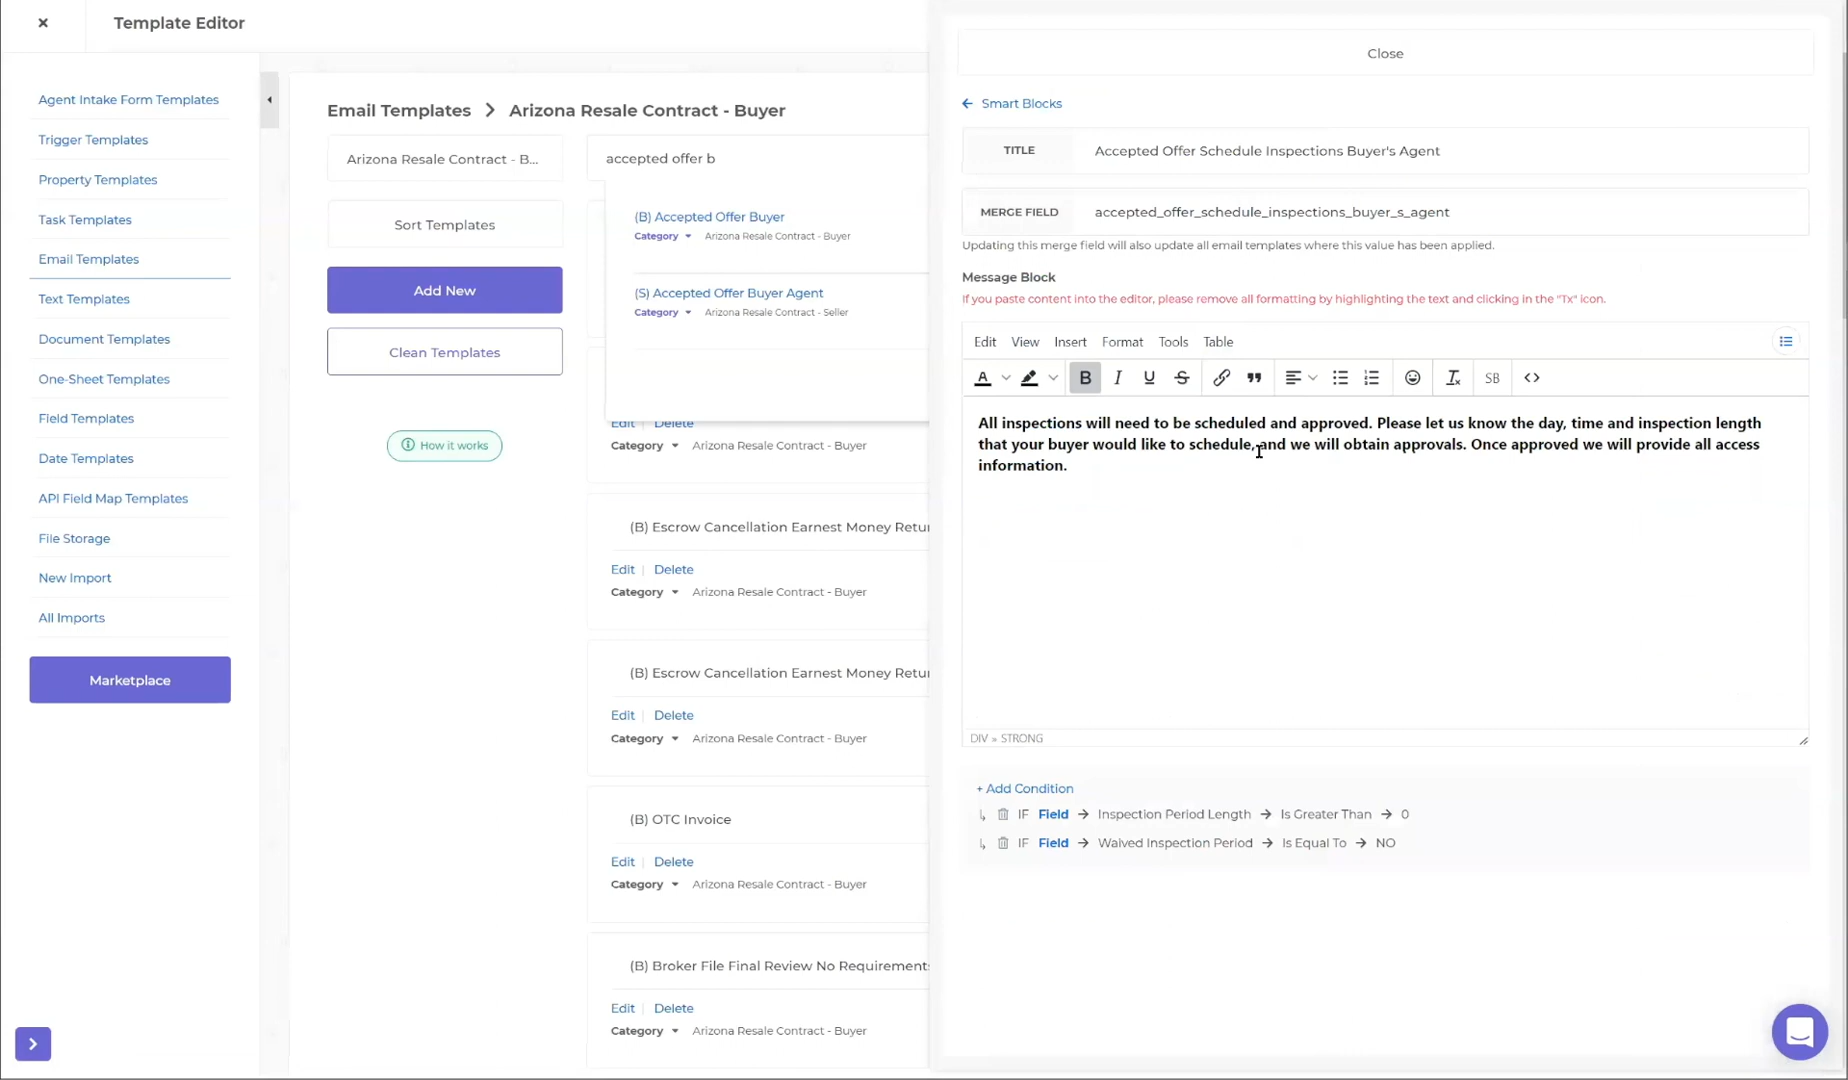 Template Editor
Agent Intake Form Templates
Trigger Templates
Property Templates
Task Templates
Email Templates
Text Templates
Document Templates
One-Sheet Templates
Field Templates
Date Templates
API Field Map Templates
File Storage
New Import
All Imports
Marketplace
Email Templates > Arizona Resale Contract - Buyer
Arizona Resale Contract - B...
Sort Templates
Add New
Clean Templates
How it works
accepted offer b
(B) Accepted Offer Buyer
Category Arizona Resale Contract - Buyer
(S) Accepted Offer Buyer Agent
Category Arizona Resale Contract - Seller
Edit Delete
Category Arizona Resale Contract - Buyer
(B) Escrow Cancellation Earnest Money Retu
Edit | Delete
Category Arizona Resale Contract - Buyer
(B) Escrow Cancellation Earnest Money Retu
Edit | Delete
Category Arizona Resale Contract - Buyer
(B) OTC Invoice
Edit | Delete
Category Arizona Resale Contract - Buyer
(B) Broker File Final Review No Requirements
Edit | Delete
Category Arizona Resale Contract - Buyer
Close
← Smart Blocks
TITLE Accepted Offer Schedule Inspections Buyer's Agent
MERGE FIELD accepted_offer_schedule_inspections_buyer_s_agent
Updating this merge field will also update all email templates where this value has been applied.
Message Block
If you paste content into the editor, please remove all formatting by highlighting the text and clicking in the "Tx" icon.
Edit View Insert Format Tools Table
A B I U S SB <>
All inspections will need to be scheduled and approved. Please let us know the day, time and inspection length
that your buyer would like to schedule, and we will obtain approvals. Once approved we will provide all access
information.
DIV » STRONG
+ Add Condition
IF Field → Inspection Period Length → Is Greater Than → 0
IF Field → Waived Inspection Period → Is Equal To → NO